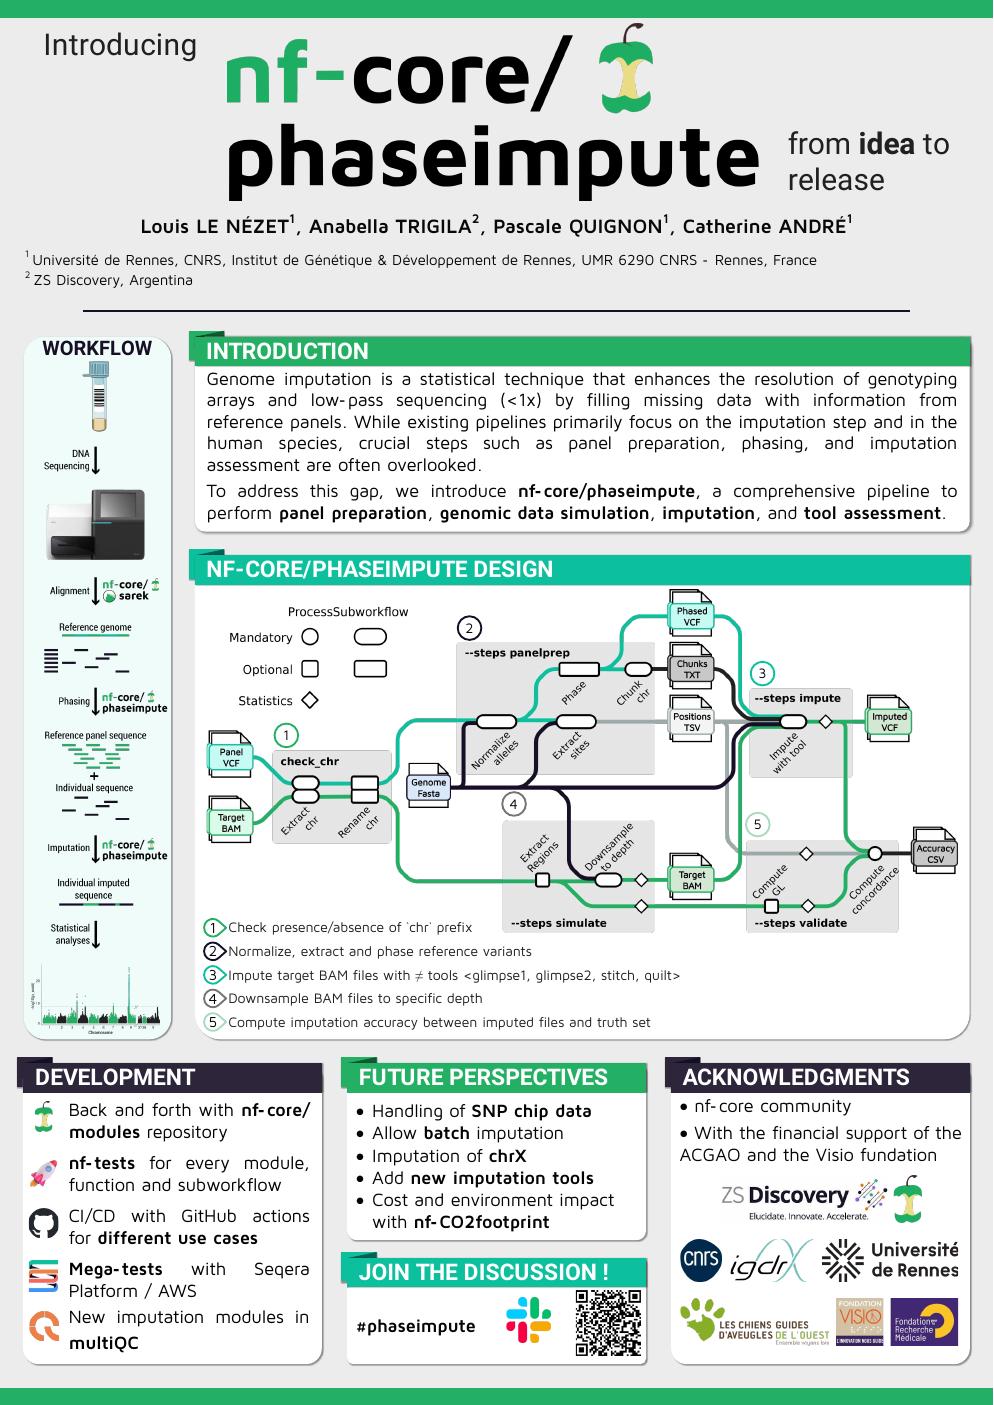 Introducing
nf-core/
phaseimpute
from idea to
release
Louis LE NÉZET1, Anabella TRIGILA2, Pascale QUIGNON1, Catherine ANDRÉ1
1 Université de Rennes, CNRS, Institut de Génétique & Développement de Rennes, UMR 6290 CNRS - Rennes, France
2 ZS Discovery, Argentina
WORKFLOW
DNA
Sequencing
Alignment
nf-core/
sarek
Reference genome
Phasing
nf-core/
phaseimpute
Reference panel sequence
+
Individual sequence
Imputation
nf-core/
phaseimpute
Individual imputed
sequence
Statistical
analyses
Chromosome
INTRODUCTION
Genome imputation is a statistical technique that enhances the resolution of genotyping
arrays and low-pass sequencing (<1x) by filling missing data with information from
reference panels. While existing pipelines primarily focus on the imputation step and in the
human species, crucial steps such as panel preparation, phasing, and imputation
assessment are often overlooked.
To address this gap, we introduce nf-core/phaseimpute, a comprehensive pipeline to
perform panel preparation, genomic data simulation, imputation, and tool assessment.
NF-CORE/PHASEIMPUTE DESIGN
ProcessSubworkflow
Mandatory
Optional
Statistics
1
check_chr
Panel
VCF
Target
BAM
Extract
chr
Rename
chr
Genome
Fasta
2
--steps panelprep
Normalize
alleles
Extract
sites
Phase
Chunk
chr
Phased
VCF
Chunks
TXT
Positions
TSV
3
--steps impute
Impute
with tool
Imputed
VCF
4
Extract
Regions
Downsample
to depth
--steps simulate
Target
BAM
5
Compute
GL
Compute
concordance
--steps validate
Accuracy
CSV
1 Check presence/absence of `chr` prefix
2 Normalize, extract and phase reference variants
3 Impute target BAM files with ≠ tools <glimpse1, glimpse2, stitch, quilt>
4 Downsample BAM files to specific depth
5 Compute imputation accuracy between imputed files and truth set
DEVELOPMENT
Back and forth with nf-core/
modules repository
nf-tests for every module,
function and subworkflow
CI/CD with GitHub actions
for different use cases
Mega-tests with Seqera
Platform / AWS
New imputation modules in
multiQC
FUTURE PERSPECTIVES
• Handling of SNP chip data
• Allow batch imputation
• Imputation of chrX
• Add new imputation tools
• Cost and environment impact
with nf-CO2footprint
JOIN THE DISCUSSION !
#phaseimpute
ACKNOWLEDGMENTS
• nf-core community
• With the financial support of the
ACGAO and the Visio fundation
ZS Discovery
Elucidate. Innovate. Accelerate.
cnrs
igdrX
Université
de Rennes
LES CHIENS GUIDES
D'AVEUGLES DE L'OUEST
Ensemble voyons loin
FONDATION
VISIO
L'INNOVATION NOUS GUIDE
Fondation
Recherche
Médicale